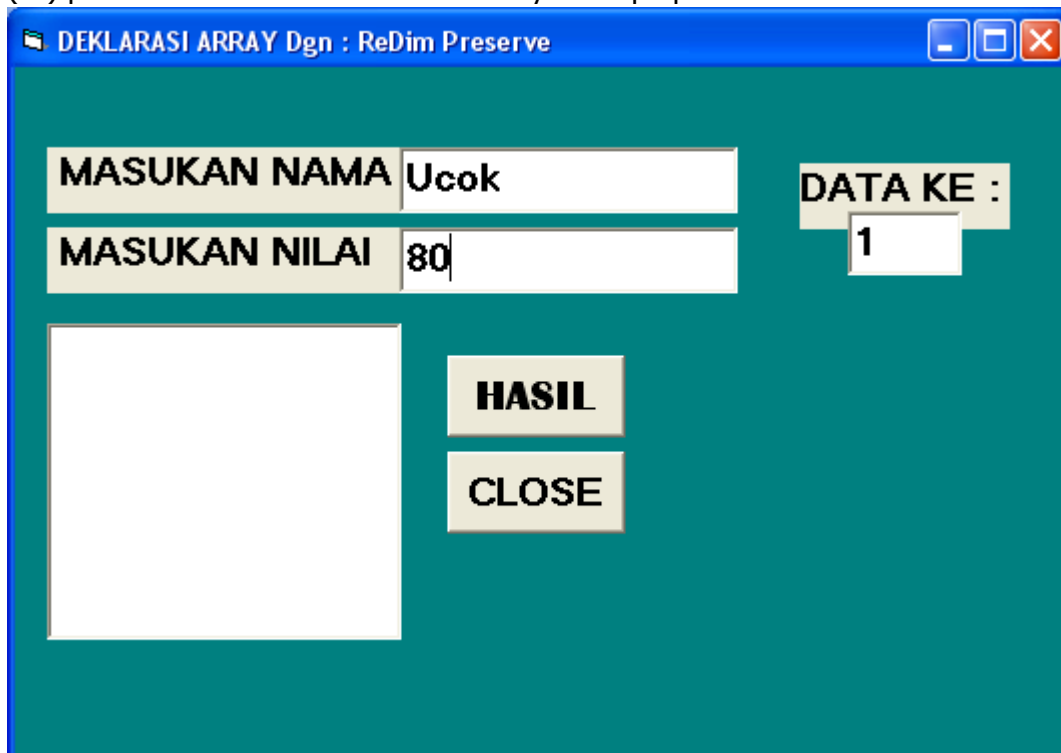 DEKLARASI ARRAY Dgn : ReDim Preserve
MASUKAN NAMA Ucok
DATA KE :
MASUKAN NILAI 80
1
HASIL
CLOSE